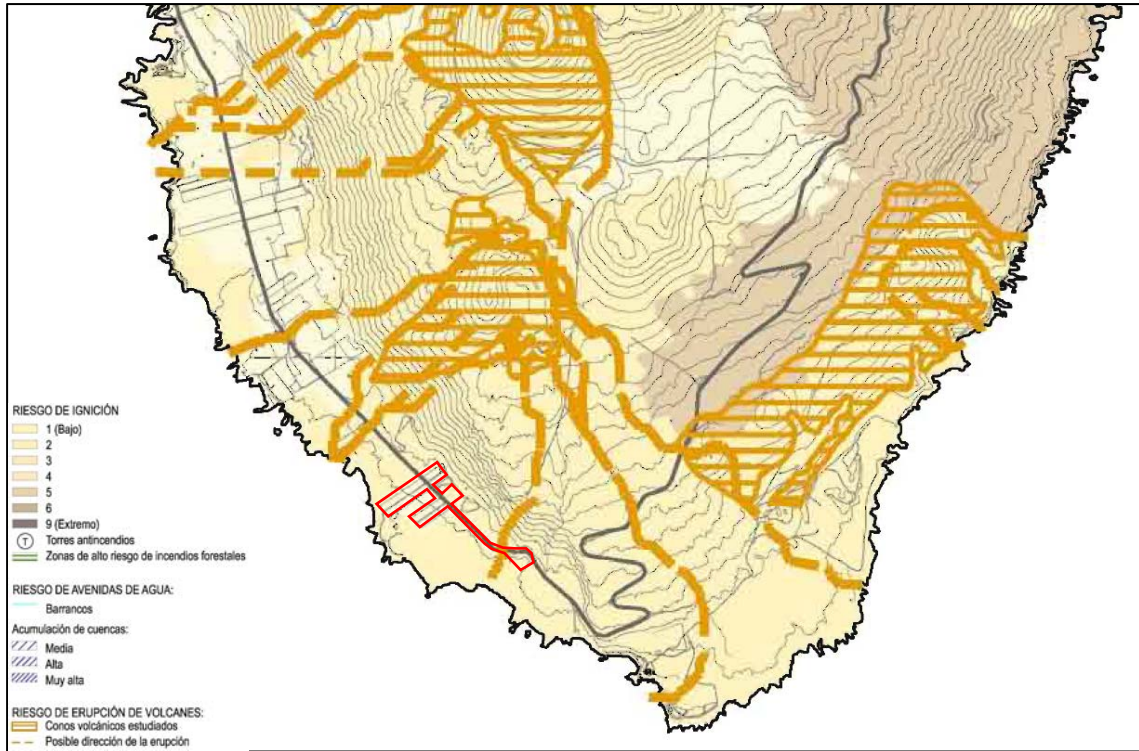 RIESGO DE IGNICIÓN
1 (Bajo)
2
3
4
5
6
9 (Extremo)
T Torres antincendios
Zonas de alto riesgo de incendios forestales
RIESGO DE AVENIDAS DE AGUA:
Barrancos
Acumulación de cuencas:
Media
Alta
Muy alta
RIESGO DE ERUPCIÓN DE VOLCANES:
Conos volcánicos estudiados
Posible dirección de la erupción